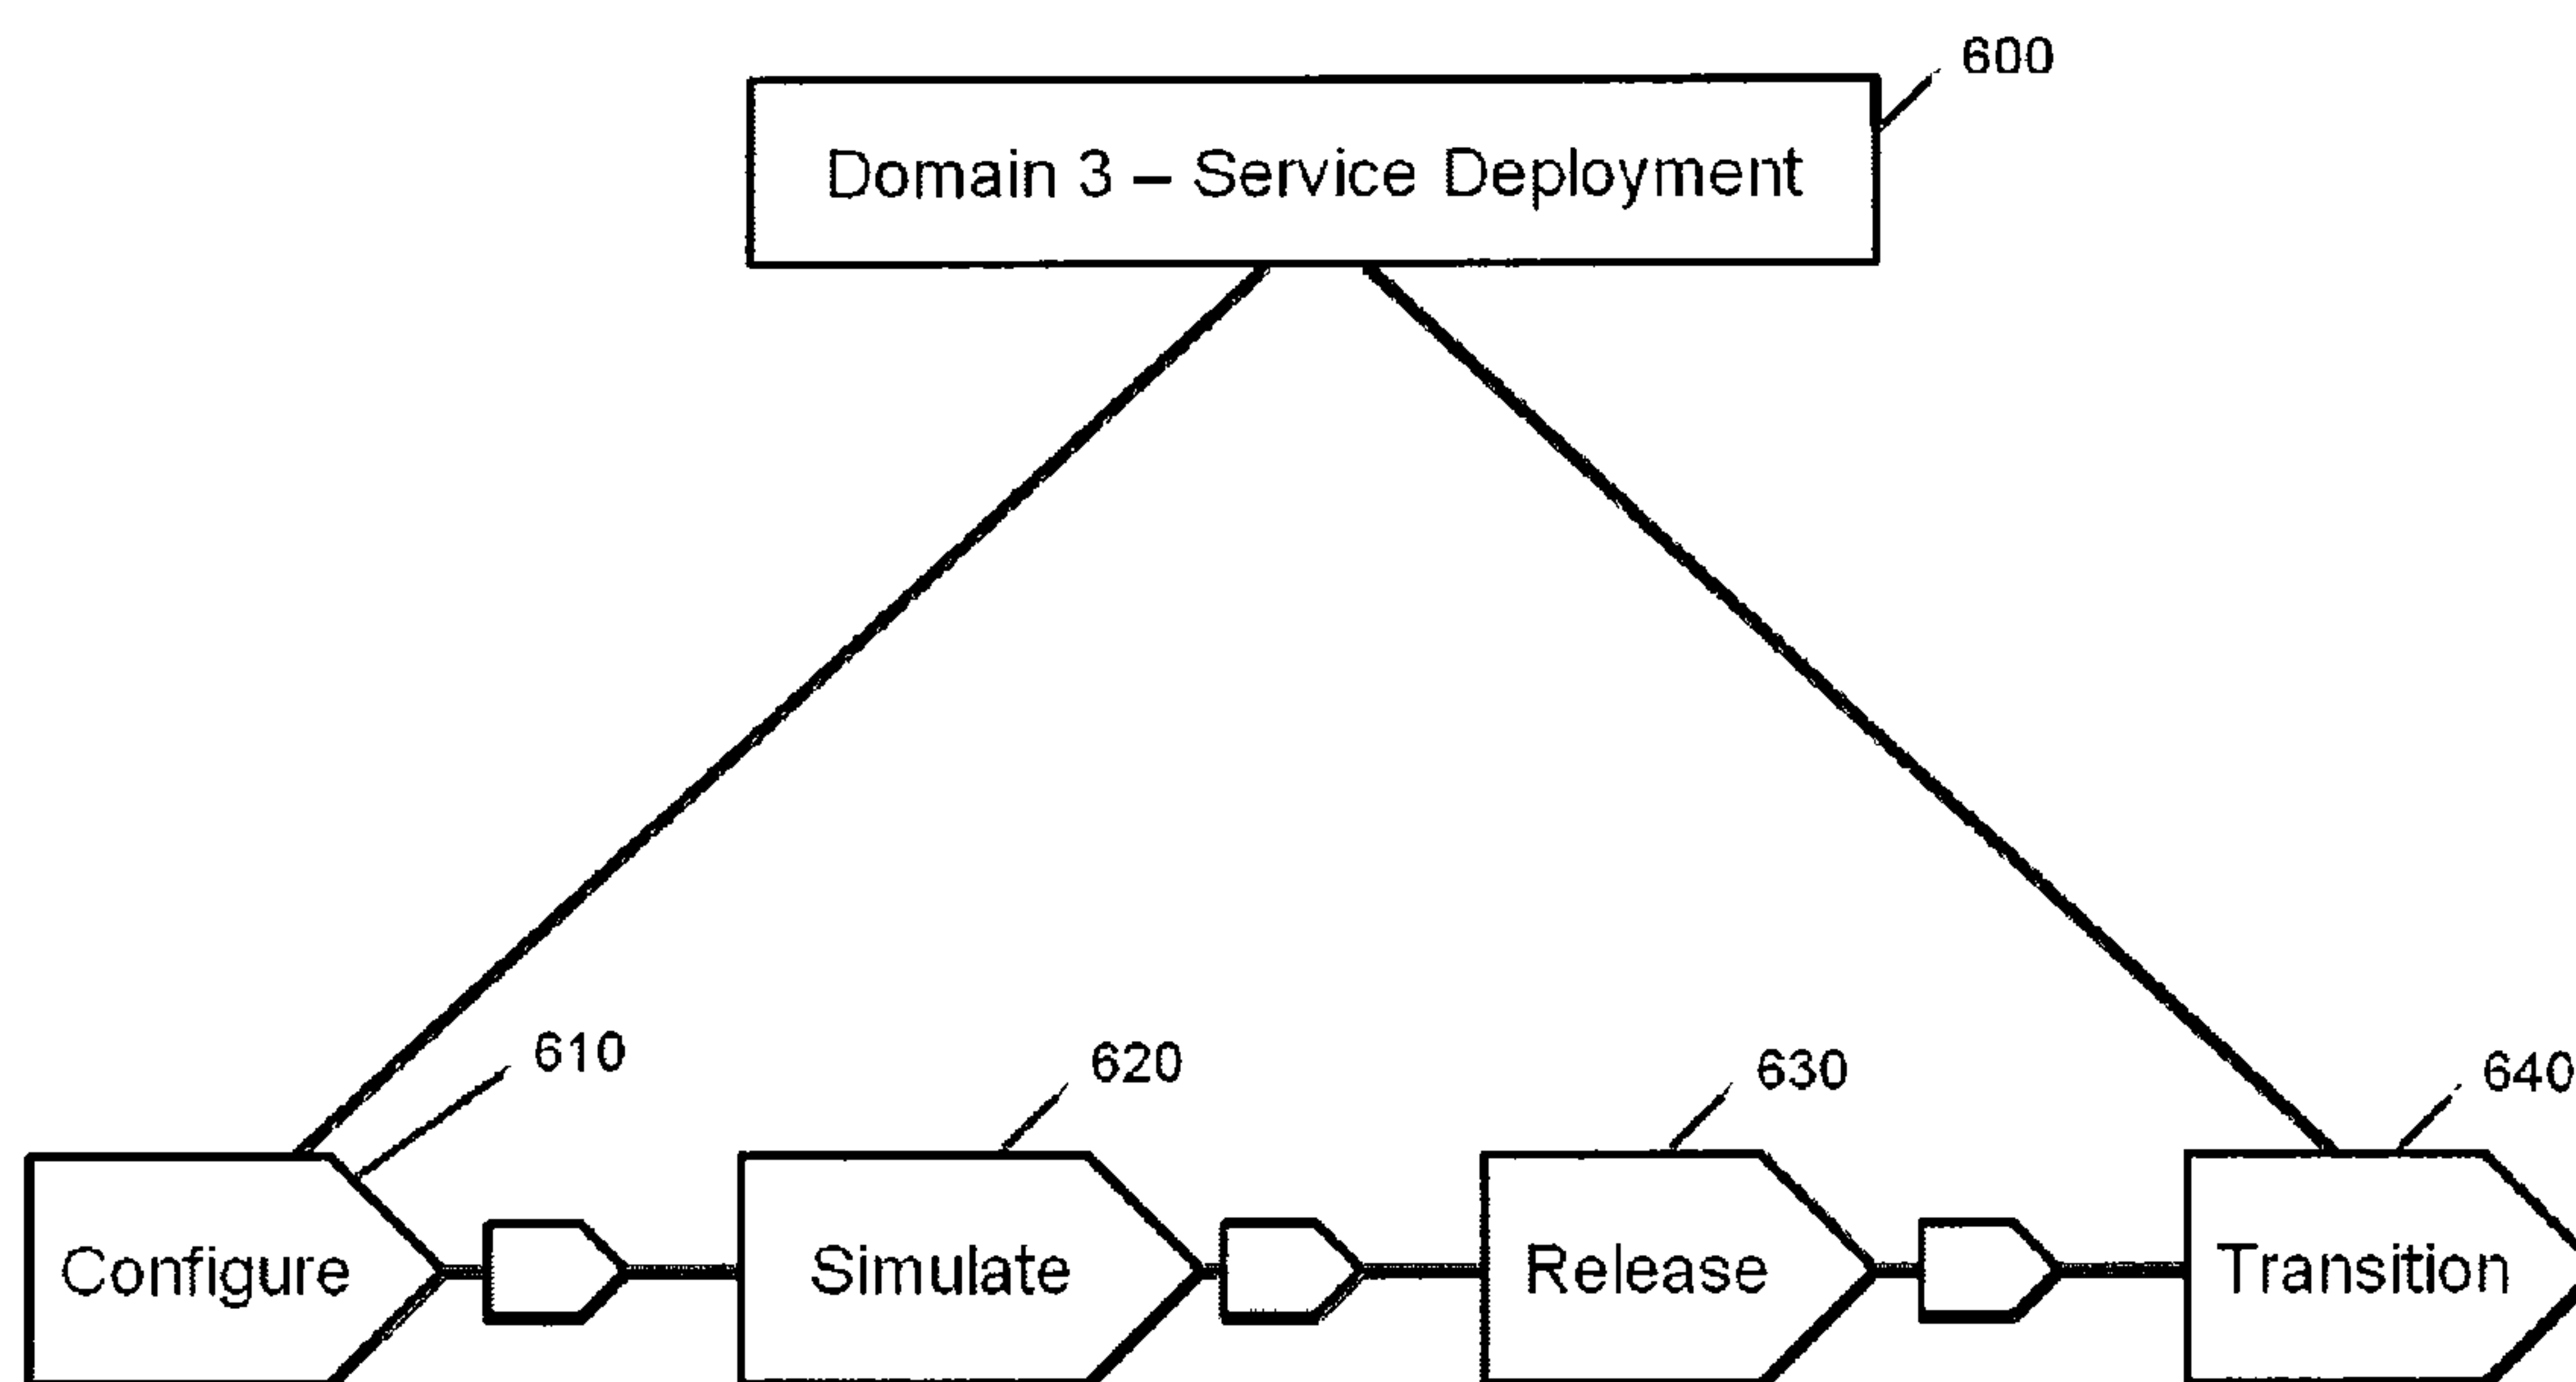 600
Domain 3 – Service Deployment
610
620
630
640
Configure
Simulate
Release
Transition